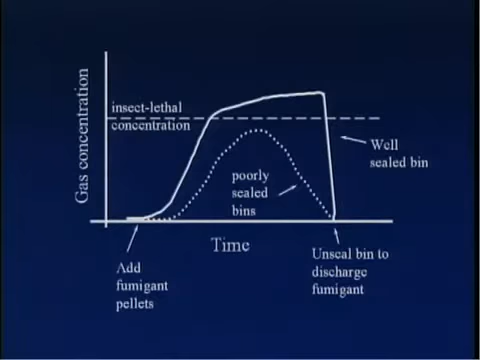 Gas concentration
insect-lethal
concentration
Well
sealed bin
poorly
sealed
bins
Time
Add
fumigant
pellets
Unseal bin to
discharge
fumigant